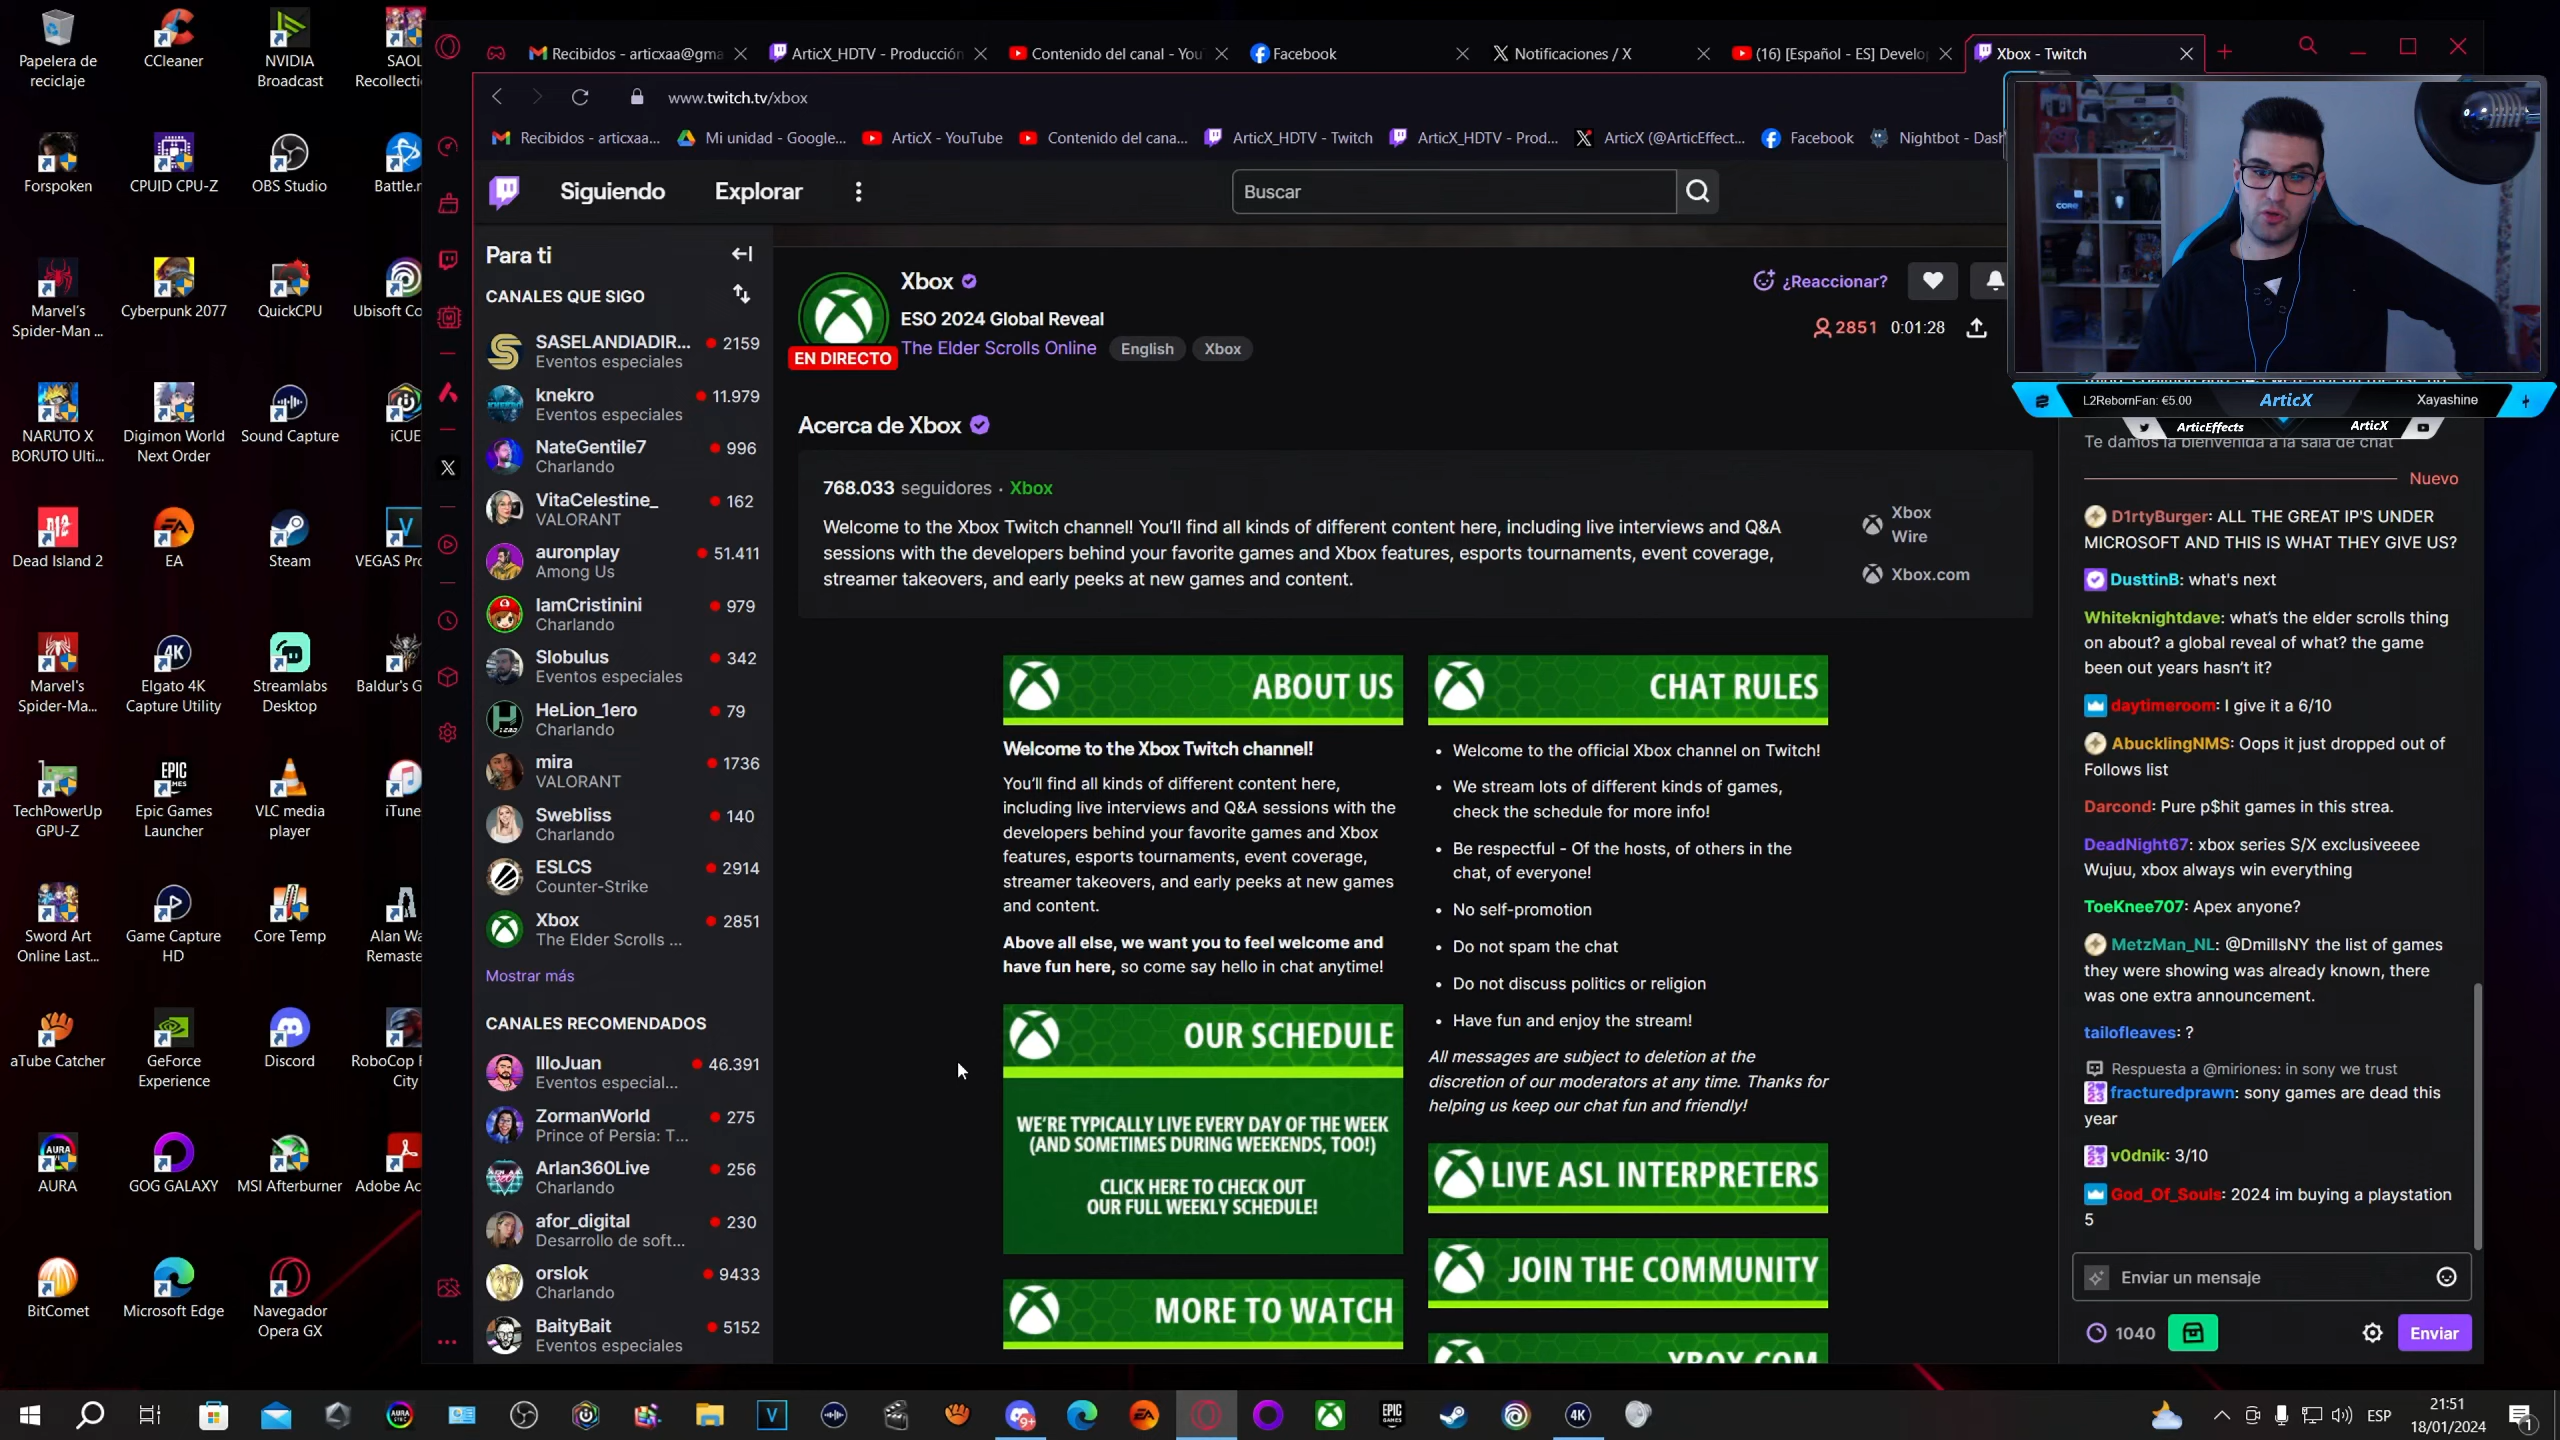 Papelera de
reciclaje
CCleaner
NVIDIA
Broadcast
SAOL
Recollecti
Forspoken
CPUID CPU-Z
OBS Studio
Battle.n
Marvel's
Spider-Man ...
Cyberpunk 2077
QuickCPU
Ubisoft Co
NARUTO X
BORUTO Ulti...
Digimon World
Next Order
Sound Capture
iCUE
Dead Island 2
EA
Steam
VEGAS Pro
Marvel's
Spider-Ma...
Elgato 4K
Capture Utility
Streamlabs
Desktop
Baldur's G
TechPowerUp
GPU-Z
Epic Games
Launcher
VLC media
player
iTune
Sword Art
Online Last...
Game Capture
HD
Core Temp
Alan Wa
Remaste
aTube Catcher
GeForce
Experience
Discord
RoboCop R
City
AURA
GOG GALAXY
MSI Afterburner
Adobe Ac
BitComet
Microsoft Edge
Navegador
Opera GX
Recibidos - articxaa@gma
ArticX_HDTV - Producción
Contenido del canal - You
Facebook
Notificaciones / X
(16) [Español - ES] Develo
Xbox - Twitch
www.twitch.tv/xbox
Recibidos - articxaa...
Mi unidad - Google...
ArticX - YouTube
Contenido del cana...
ArticX_HDTV - Twitch
ArticX_HDTV - Prod...
ArticX (@ArticEffect...
Facebook
Nightbot - Dash
Siguiendo
Explorar
Buscar
Para ti
CANALES QUE SIGO
SASELANDIADIR... 2159
Eventos especiales
knekro 11.979
Eventos especiales
NateGentile7 996
Charlando
VitaCelestine_ 162
VALORANT
auronplay 51.411
Among Us
IamCristinini 979
Charlando
Slobulus 342
Eventos especiales
HeLion_1ero 79
Charlando
mira 1736
VALORANT
Swebliss 140
Charlando
ESLCS 2914
Counter-Strike
Xbox 2851
The Elder Scrolls ...
Mostrar más
CANALES RECOMENDADOS
IlloJuan 46.391
Eventos especial...
ZormanWorld 275
Prince of Persia: T...
Arlan360Live 256
Charlando
afor_digital 230
Desarrollo de soft...
orslok 9433
Charlando
BaityBait 5152
Eventos especiales
Xbox
ESO 2024 Global Reveal
The Elder Scrolls Online English Xbox
EN DIRECTO
¿Reaccionar?
2851 0:01:28
Acerca de Xbox
768.033 seguidores · Xbox
Welcome to the Xbox Twitch channel! You'll find all kinds of different content here, including live interviews and Q&A
sessions with the developers behind your favorite games and Xbox features, esports tournaments, event coverage,
streamer takeovers, and early peeks at new games and content.
Xbox
Wire
Xbox.com
ABOUT US
Welcome to the Xbox Twitch channel!
You'll find all kinds of different content here,
including live interviews and Q&A sessions with the
developers behind your favorite games and Xbox
features, esports tournaments, event coverage,
streamer takeovers, and early peeks at new games
and content.
Above all else, we want you to feel welcome and
have fun here, so come say hello in chat anytime!
OUR SCHEDULE
WE'RE TYPICALLY LIVE EVERY DAY OF THE WEEK
(AND SOMETIMES DURING WEEKENDS, TOO!)
CLICK HERE TO CHECK OUT
OUR FULL WEEKLY SCHEDULE!
MORE TO WATCH
CHAT RULES
• Welcome to the official Xbox channel on Twitch!
• We stream lots of different kinds of games,
check the schedule for more info!
• Be respectful - Of the hosts, of others in the
chat, of everyone!
• No self-promotion
• Do not spam the chat
• Do not discuss politics or religion
• Have fun and enjoy the stream!
All messages are subject to deletion at the
discretion of our moderators at any time. Thanks for
helping us keep our chat fun and friendly!
LIVE ASL INTERPRETERS
JOIN THE COMMUNITY
XBOX.COM
L2RebornFan: €5.00
ArticX
Xayashine
ArticEffects
ArticX
Te damos la bienvenida a la sala de chat
Nuevo
D1rtyBurger: ALL THE GREAT IP'S UNDER
MICROSOFT AND THIS IS WHAT THEY GIVE US?
DusttinB: what's next
Whiteknightdave: what's the elder scrolls thing
on about? a global reveal of what? the game
been out years hasn't it?
daytimeroom: I give it a 6/10
AbucklingNMS: Oops it just dropped out of
Follows list
Darcond: Pure p$hit games in this strea.
DeadNight67: xbox series S/X exclusiveeee
Wujuu, xbox always win everything
ToeKnee707: Apex anyone?
MetzMan_NL: @DmillsNY the list of games
they were showing was already known, there
was one extra announcement.
tailofleaves: ?
Respuesta a @miriones: in sony we trust
fracturedprawn: sony games are dead this
year
v0dnik: 3/10
God_Of_Souls: 2024 im buying a playstation
5
Enviar un mensaje
1040
Enviar
21:51
ESP
18/01/2024